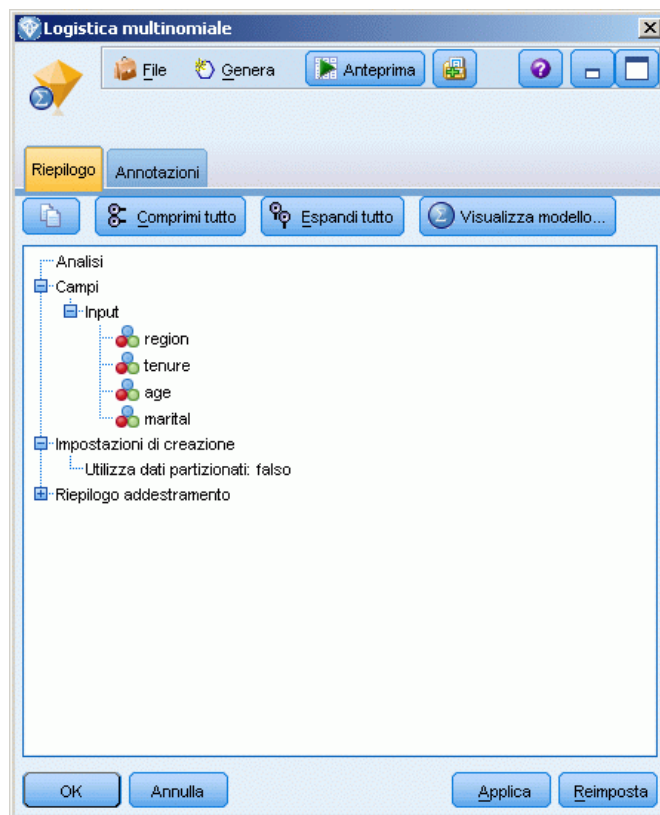 Logistica multinomiale
File Genera Anteprima
Riepilogo Annotazioni
Comprimi tutto Espandi tutto Visualizza modello...
Analisi
Campi
Input
region
tenure
age
marital
Impostazioni di creazione
Utilizza dati partizionati: falso
Riepilogo addestramento
OK Annulla Applica Reimposta